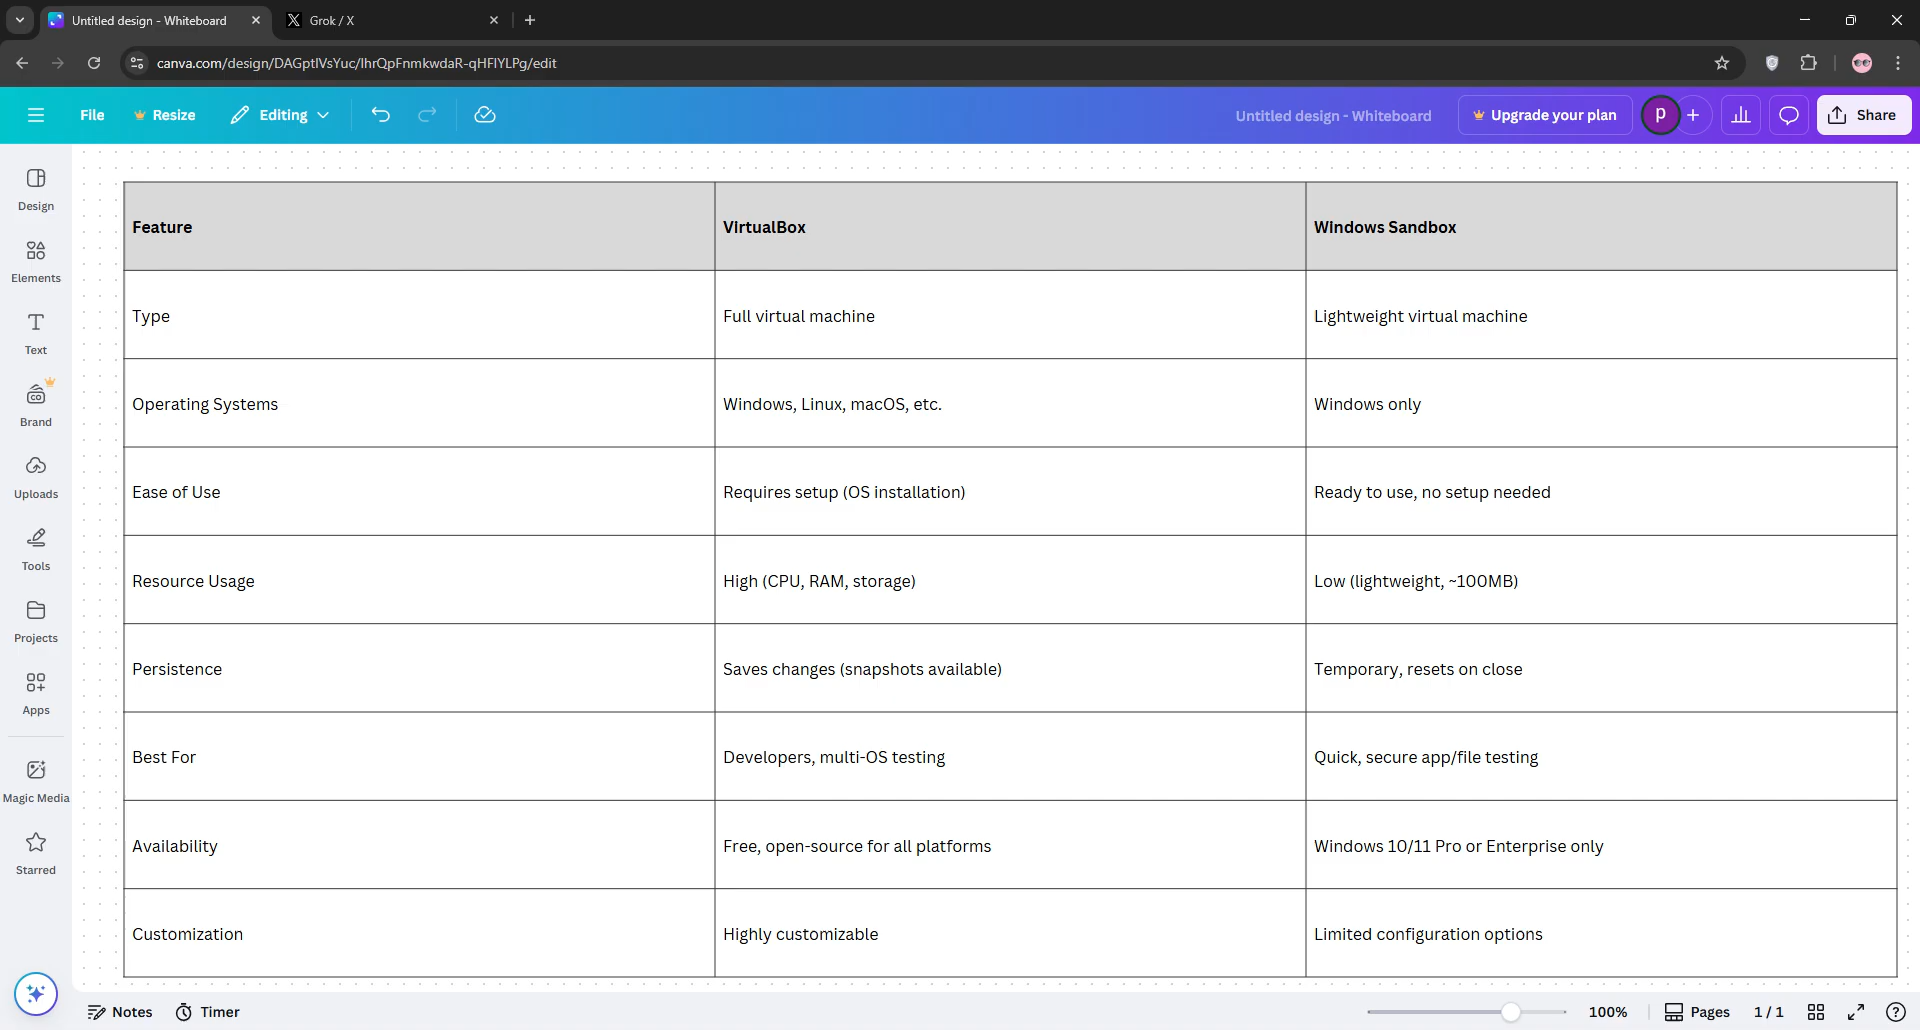 Untitled design - Whiteboard
Grok / X
canva.com/design/DAGptlVsYuc/lhrQpFnmkwdaR-qHFlYLPg/edit
File
Resize
Editing
Untitled design - Whiteboard
Upgrade your plan
p
Share
Design
Elements
Text
CO
Brand
Uploads
Tools
Projects
Apps
Magic Media
Starred
Feature VirtualBox Windows Sandbox
Type Full virtual machine Lightweight virtual machine
Operating Systems Windows, Linux, macOS, etc. Windows only
Ease of Use Requires setup (OS installation) Ready to use, no setup needed
Resource Usage High (CPU, RAM, storage) Low (lightweight, ~100MB)
Persistence Saves changes (snapshots available) Temporary, resets on close
Best For Developers, multi-OS testing Quick, secure app/file testing
Availability Free, open-source for all platforms Windows 10/11 Pro or Enterprise only
Customization Highly customizable Limited configuration options
Notes
Timer
100%
Pages
1 / 1